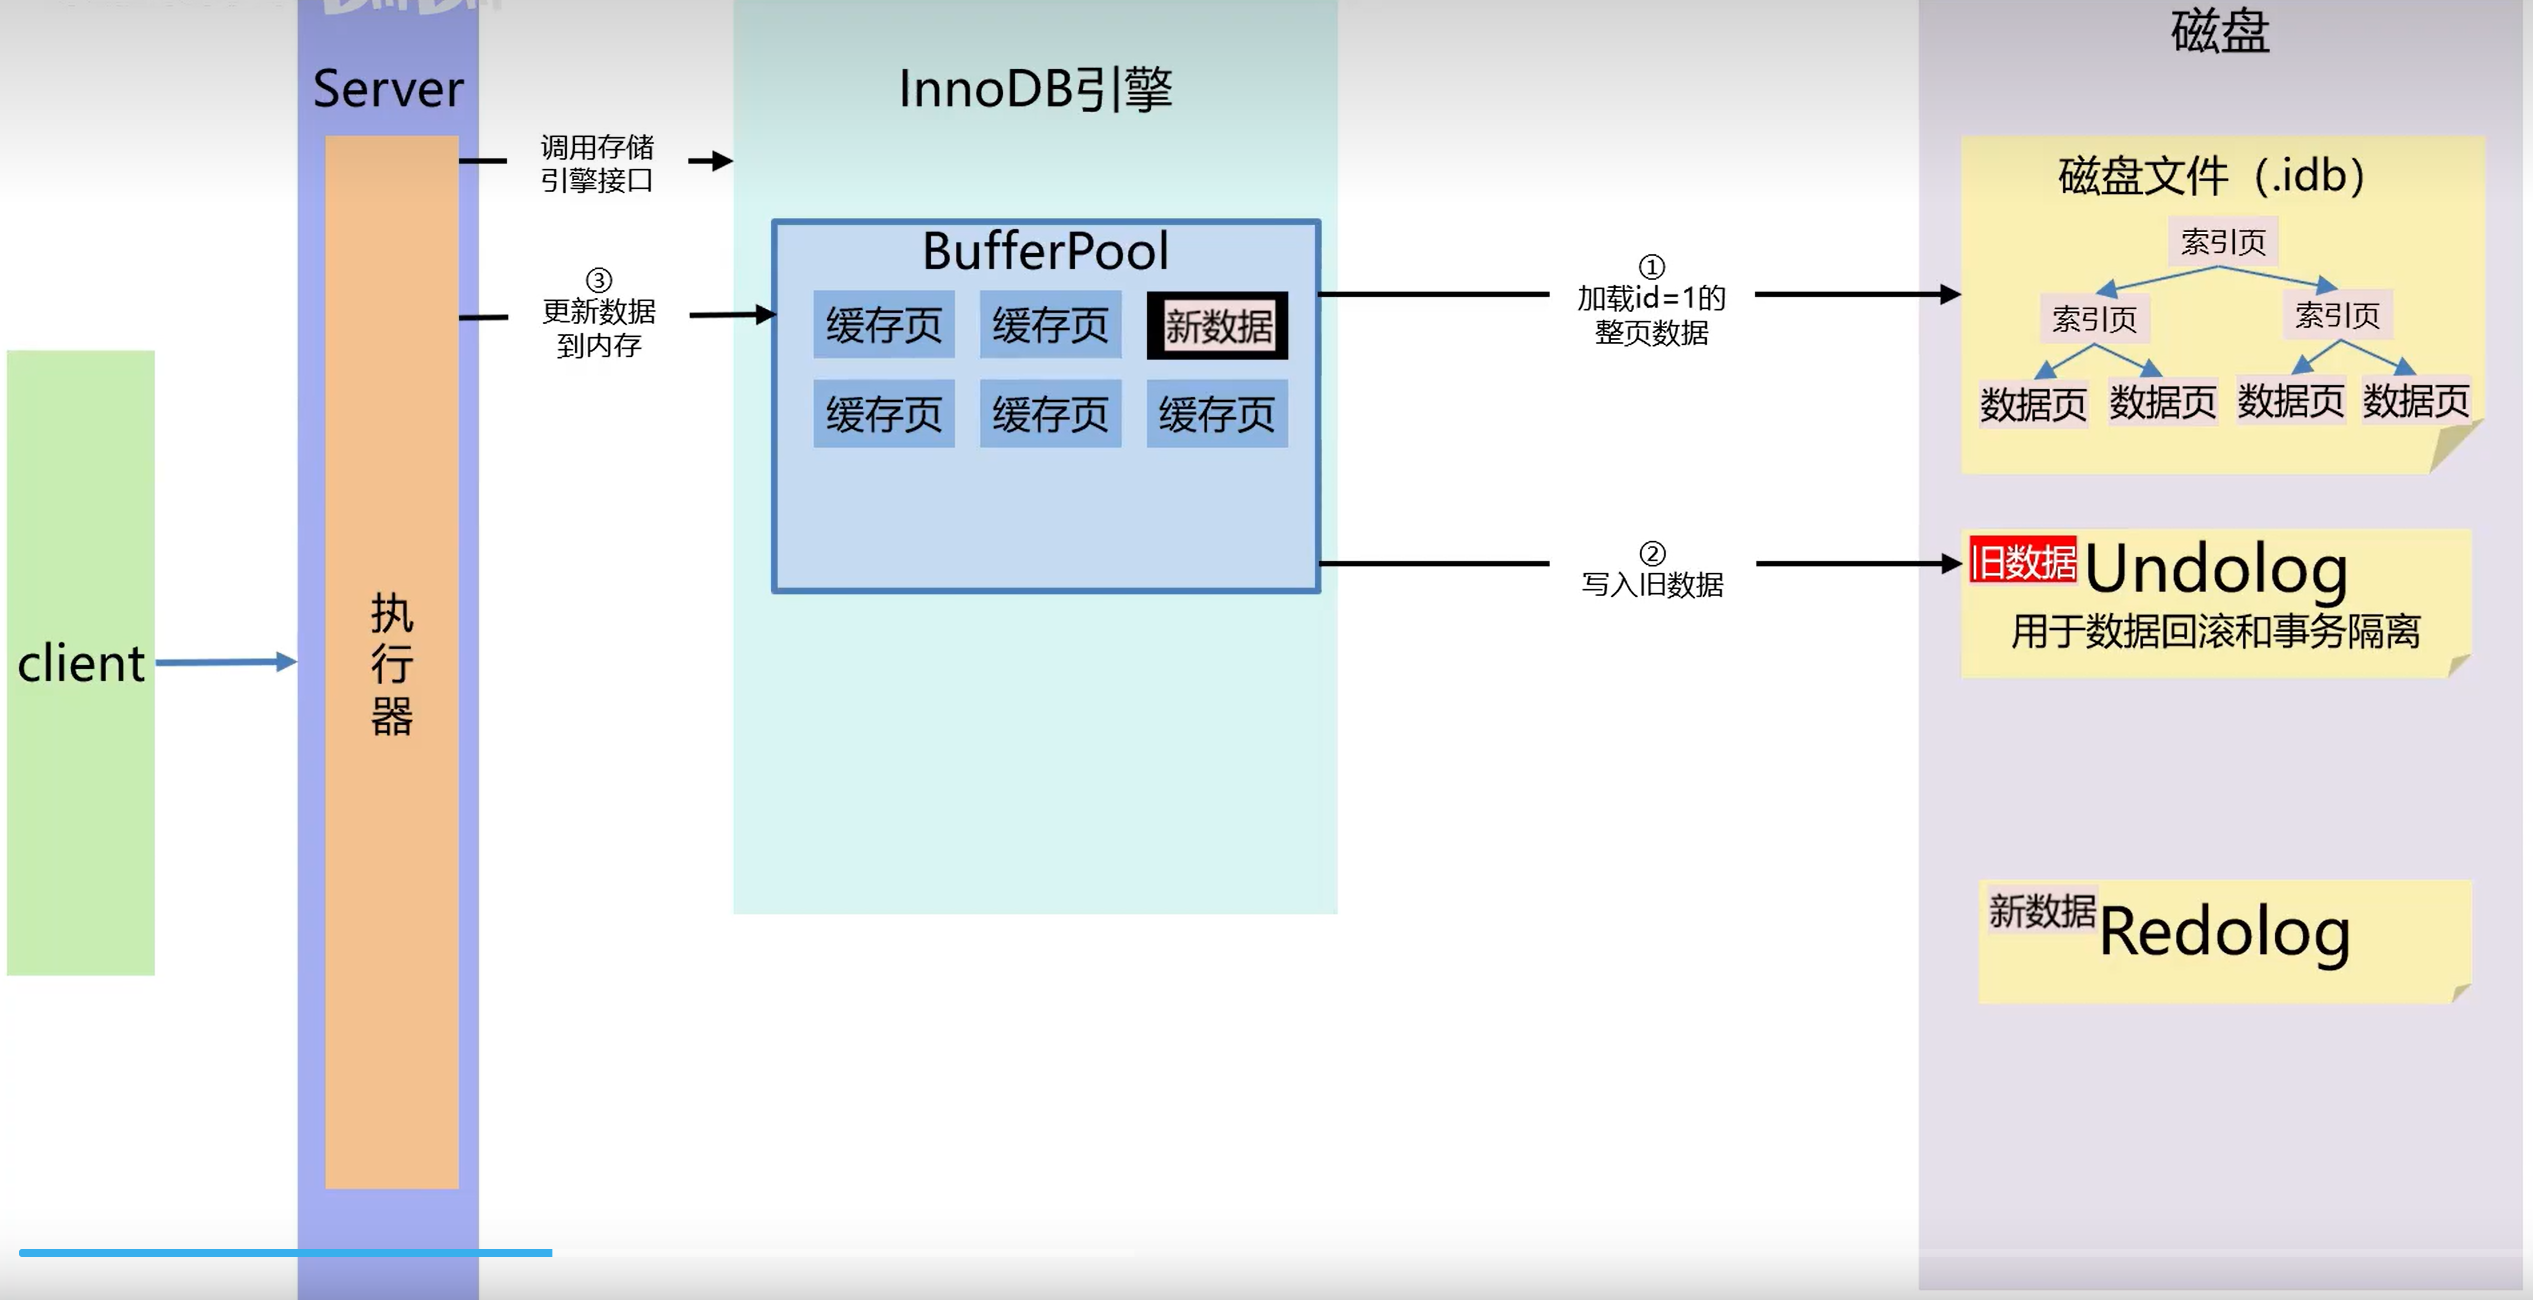 磁盘
Server
InnoDB引擎
调用存储
引擎接口
磁盘文件（.idb）
索引页
索引页
索引页
数据页
数据页
数据页
数据页
BufferPool
缓存页
缓存页
新数据
缓存页
缓存页
缓存页
③
更新数据
到内存
①
加载id=1的
整页数据
②
写入旧数据
旧数据
Undolog
用于数据回滚和事务隔离
client
执
行
器
新数据
Redolog